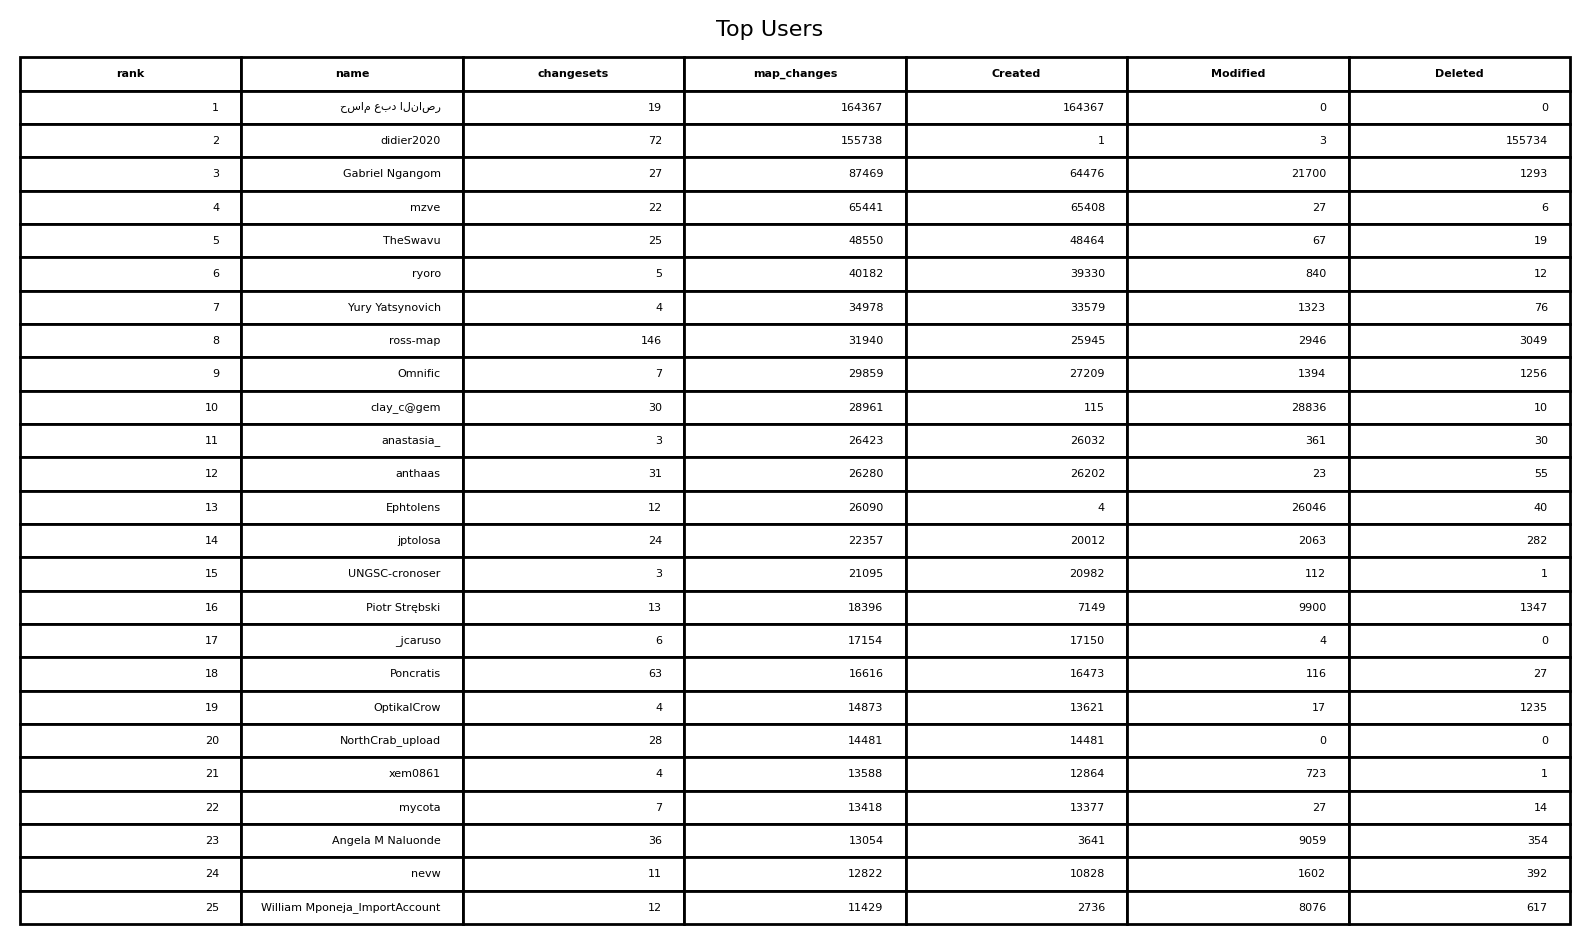 Top Users
rank name changesets map_changes Created Modified Deleted
1 حسام عبد الناصر 19 164367 164367 0 0
2 didier2020 72 155738 1 3 155734
3 Gabriel Ngangom 27 87469 64476 21700 1293
4 mzve 22 65441 65408 27 6
5 TheSwavu 25 48550 48464 67 19
6 ryoro 5 40182 39330 840 12
7 Yury Yatsynovich 4 34978 33579 1323 76
8 ross-map 146 31940 25945 2946 3049
9 Omnific 7 29859 27209 1394 1256
10 clay_c@gem 30 28961 115 28836 10
11 anastasia_ 3 26423 26032 361 30
12 anthaas 31 26280 26202 23 55
13 Ephtolens 12 26090 4 26046 40
14 jptolosa 24 22357 20012 2063 282
15 UNGSC-cronoser 3 21095 20982 112 1
16 Piotr Strębski 13 18396 7149 9900 1347
17 _jcaruso 6 17154 17150 4 0
18 Poncratis 63 16616 16473 116 27
19 OptikalCrow 4 14873 13621 17 1235
20 NorthCrab_upload 28 14481 14481 0 0
21 xem0861 4 13588 12864 723 1
22 mycota 7 13418 13377 27 14
23 Angela M Naluonde 36 13054 3641 9059 354
24 nevw 11 12822 10828 1602 392
25 William Mponeja_ImportAccount 12 11429 2736 8076 617